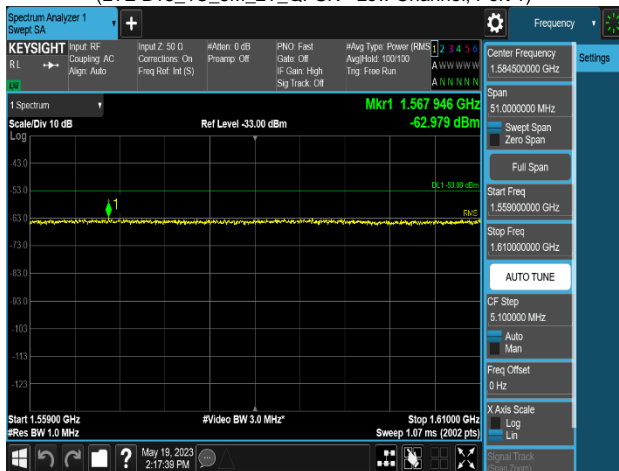 Spectrum Analyzer 1
Swept SA
Frequency
KEYSIGHT
RL
Input: RF
Coupling: AC
Align: Auto
Input Z: 50 Ω
Corrections: On
Freq Ref: Int (S)
#Atten: 0 dB
Preamp: Off
PNO: Fast
Gate: Off
IF Gain: High
Sig Track: Off
#Avg Type: Power (RMS
Avg|Hold: 100/100
Trig: Free Run
1 2 3 4 5 6
A W W W W W
A N N N N N
1 Spectrum
Scale/Div 10 dB
Log
Ref Level -33.00 dBm
Mkr1 1.567 946 GHz
-62.979 dBm
-43.0
-53.0
-63.0
-73.0
-83.0
-93.0
-103
-113
-123
DL1 -53.00 dBm
RMS
1
Start 1.55900 GHz
#Res BW 1.0 MHz
#Video BW 3.0 MHz*
Stop 1.61000 GHz
Sweep 1.07 ms (2002 pts)
May 19, 2023
2:17:39 PM
?
Center Frequency
1.584500000 GHz
Settings
Span
51.0000000 MHz
Swept Span
Zero Span
Full Span
Start Freq
1.559000000 GHz
Stop Freq
1.610000000 GHz
AUTO TUNE
CF Step
5.100000 MHz
Auto
Man
Freq Offset
0 Hz
X Axis Scale
Log
Lin
Signal Track
(Span Zoom)